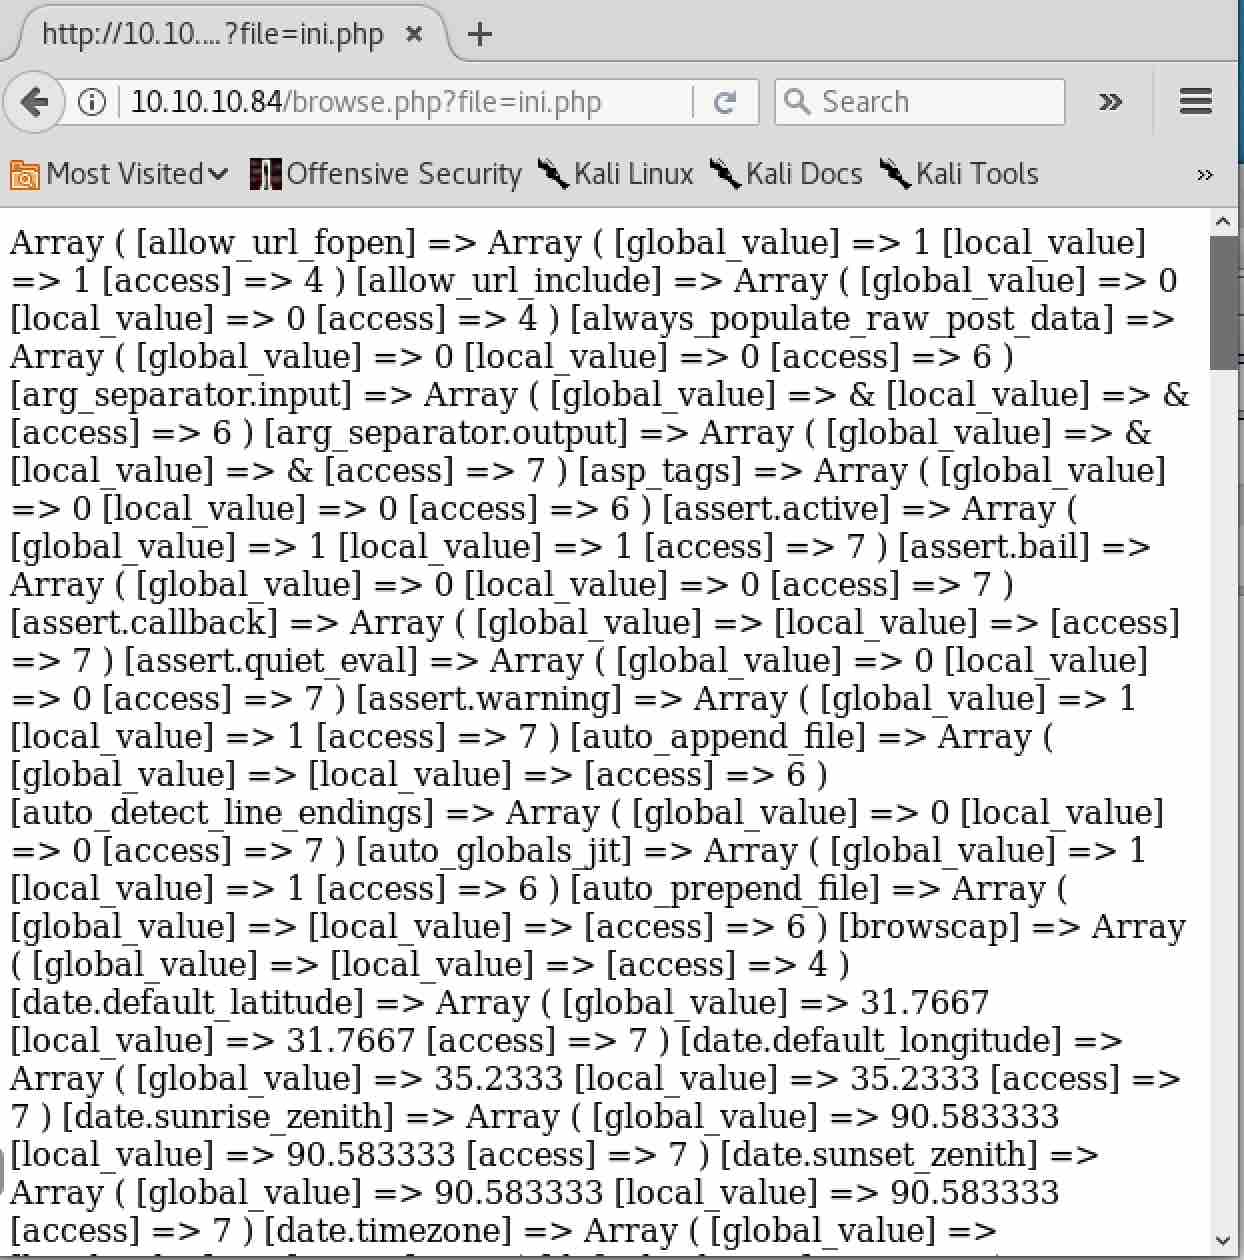 http://10.10....?file=ini.php
10.10.10.84/browse.php?file=ini.php
Search
Most Visited Offensive Security Kali Linux Kali Docs Kali Tools
Array ( [allow_url_fopen] => Array ( [global_value] => 1 [local_value]
=> 1 [access] => 4 ) [allow_url_include] => Array ( [global_value] => 0
[local_value] => 0 [access] => 4 ) [always_populate_raw_post_data] =>
Array ( [global_value] => 0 [local_value] => 0 [access] => 6 )
[arg_separator.input] => Array ( [global_value] => & [local_value] => &
[access] => 6 ) [arg_separator.output] => Array ( [global_value] => &
[local_value] => & [access] => 7 ) [asp_tags] => Array ( [global_value]
=> 0 [local_value] => 0 [access] => 6 ) [assert.active] => Array (
[global_value] => 1 [local_value] => 1 [access] => 7 ) [assert.bail] =>
Array ( [global_value] => 0 [local_value] => 0 [access] => 7 )
[assert.callback] => Array ( [global_value] => [local_value] => [access]
=> 7 ) [assert.quiet_eval] => Array ( [global_value] => 0 [local_value]
=> 0 [access] => 7 ) [assert.warning] => Array ( [global_value] => 1
[local_value] => 1 [access] => 7 ) [auto_append_file] => Array (
[global_value] => [local_value] => [access] => 6 )
[auto_detect_line_endings] => Array ( [global_value] => 0 [local_value]
=> 0 [access] => 7 ) [auto_globals_jit] => Array ( [global_value] => 1
[local_value] => 1 [access] => 6 ) [auto_prepend_file] => Array (
[global_value] => [local_value] => [access] => 6 ) [browscap] => Array
( [global_value] => [local_value] => [access] => 4 )
[date.default_latitude] => Array ( [global_value] => 31.7667
[local_value] => 31.7667 [access] => 7 ) [date.default_longitude] =>
Array ( [global_value] => 35.2333 [local_value] => 35.2333 [access] =>
7 ) [date.sunrise_zenith] => Array ( [global_value] => 90.583333
[local_value] => 90.583333 [access] => 7 ) [date.sunset_zenith] =>
Array ( [global_value] => 90.583333 [local_value] => 90.583333
[access] => 7 ) [date.timezone] => Array ( [global_value] =>